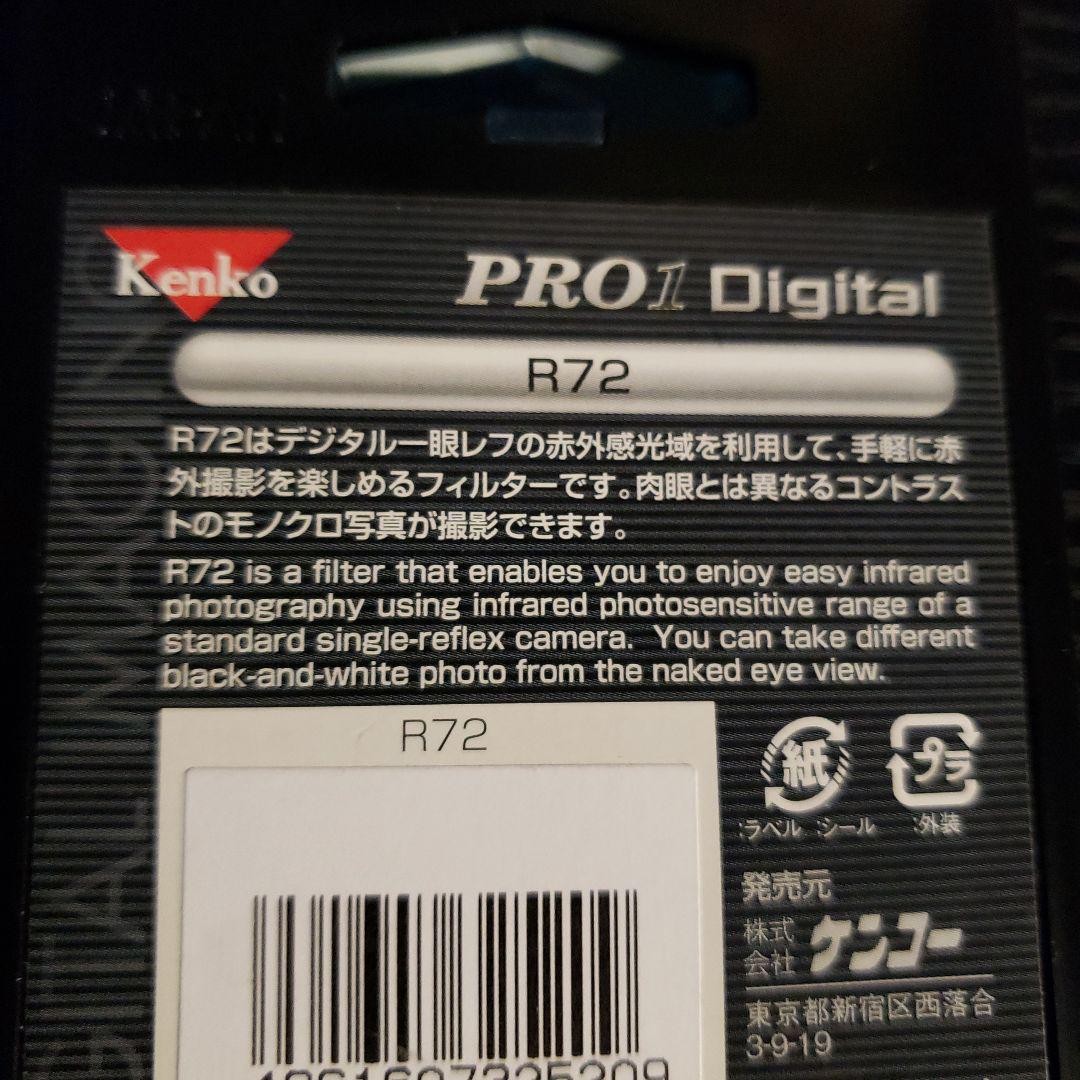 Kenko
PRO1 Digital
R72
R72はデジタル一眼レフの赤外感光域を利用して、手軽に赤
外撮影を楽しめるフィルターです。肉眼とは異なるコントラス
トのモノクロ写真が撮影できます。
R72 is a filter that enables you to enjoy easy infrared
photography using infrared photosensitive range of a
standard single-reflex camera. You can take different
black-and-white photo from the naked eye view.
R72
紙
プラ
:ラベル :シール
:外装
発売元
株式
会社
ケンコー
東京都新宿区西落合
3-9-19